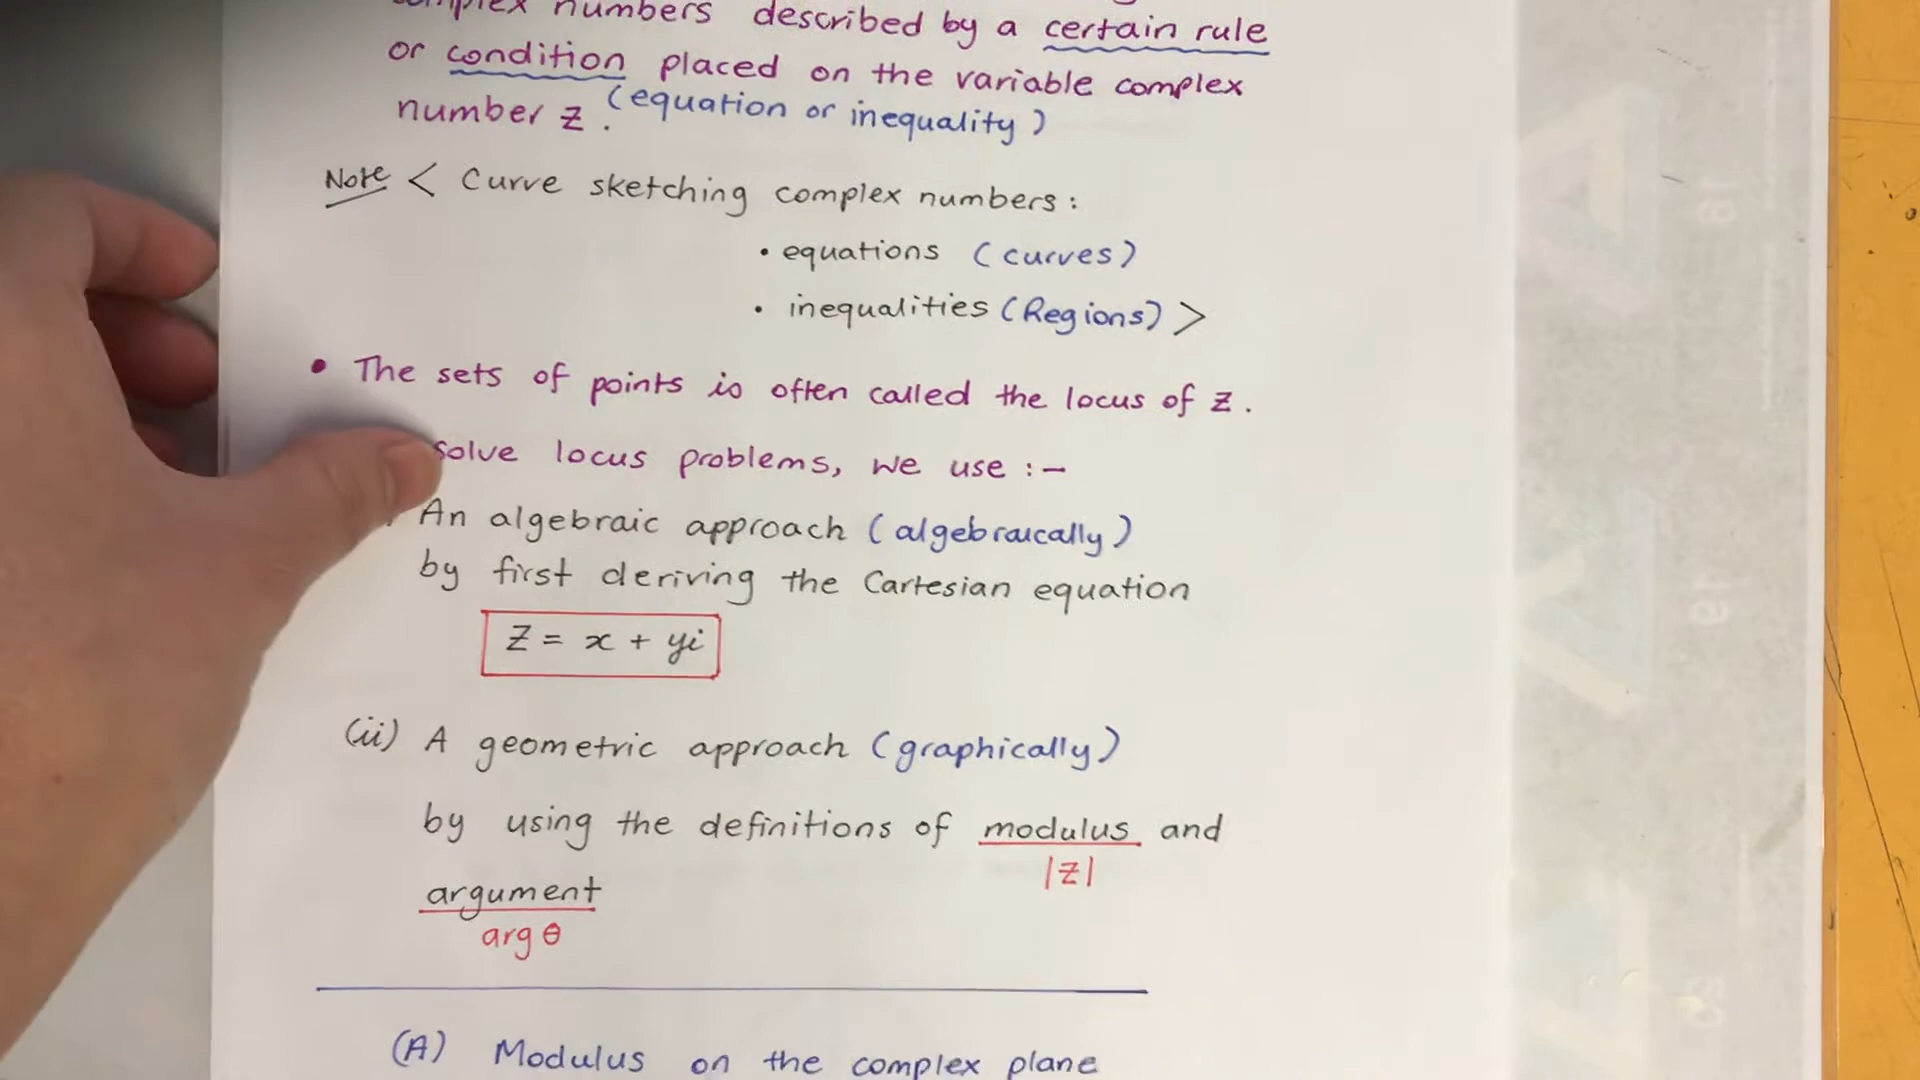 numbers described by a certain rule
or condition placed on the variable complex
number z. (equation or inequality)
Note < Curve sketching complex numbers:
• equations (curves)
• inequalities (Regions) >
• The sets of points is often called the locus of z.
solve locus problems, we use :-
An algebraic approach (algebraically)
by first deriving the Cartesian equation
z = x + yi
(ii) A geometric approach (graphically)
by using the definitions of modulus and
|z|
argument
arg θ
(A) Modulus on the complex plane